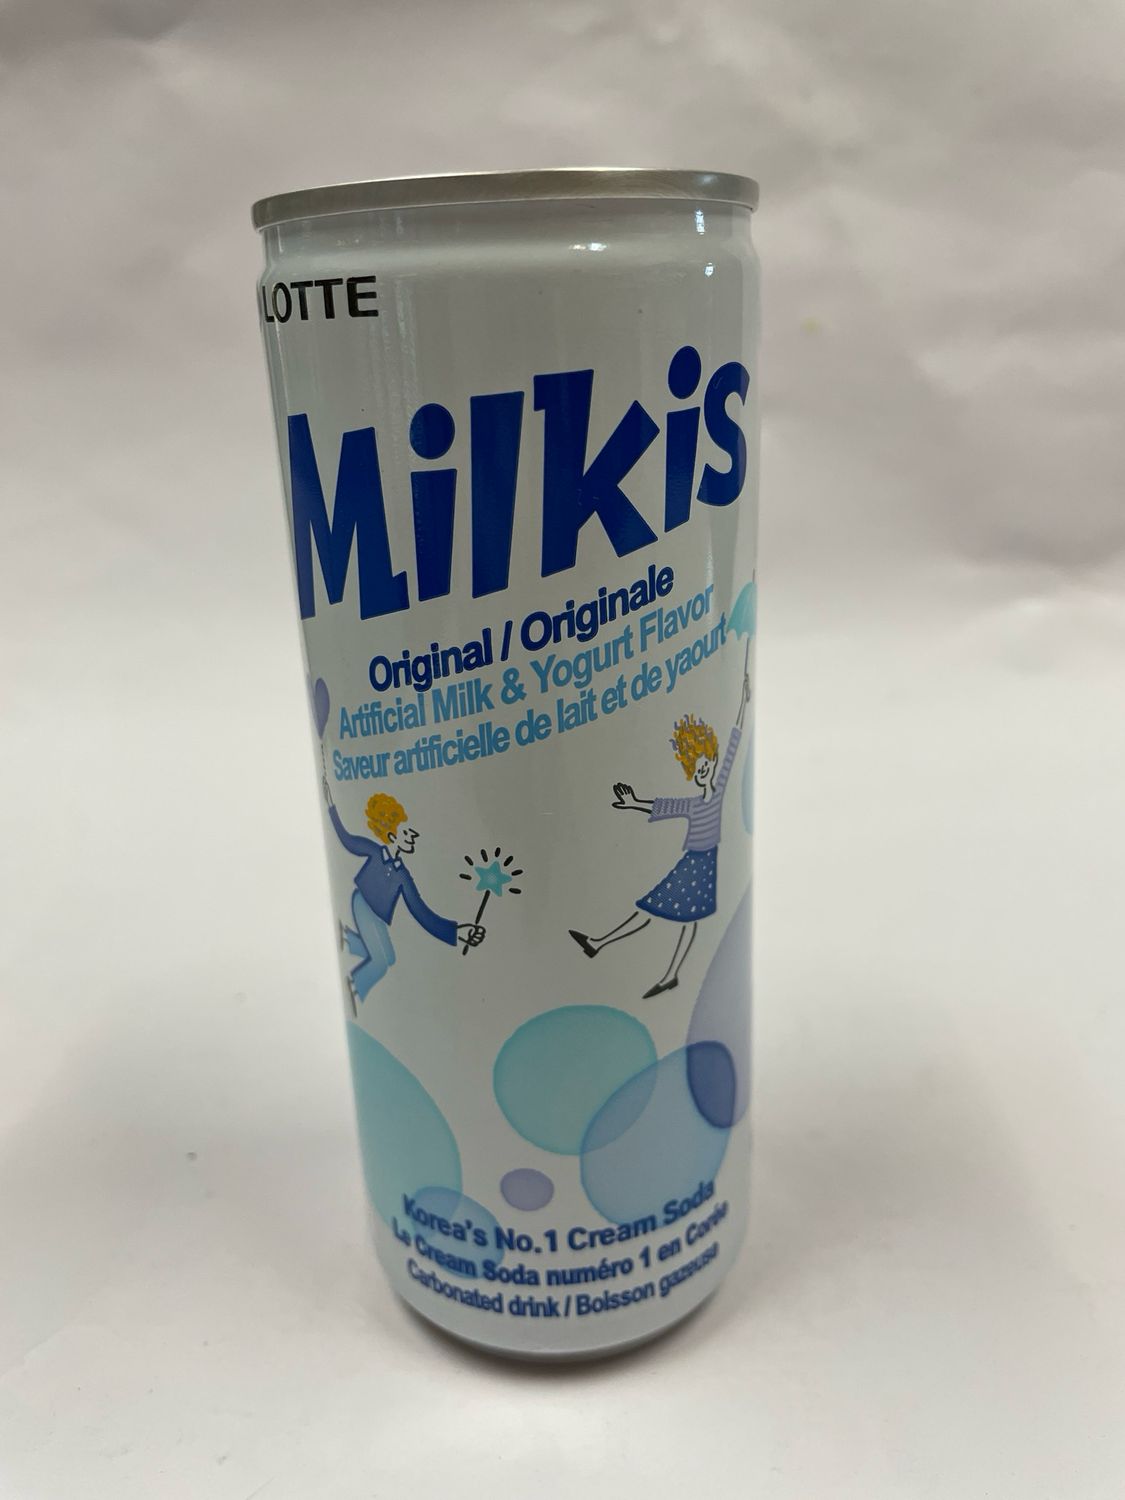 LOTTE
Milkis
Original / Originale
Artificial Milk & Yogurt Flavor
Saveur artificielle de lait et de yaourt
Korea's No.1 Cream Soda
Le Cream Soda numéro 1 en Corée
Carbonated drink / Boisson gazeuse